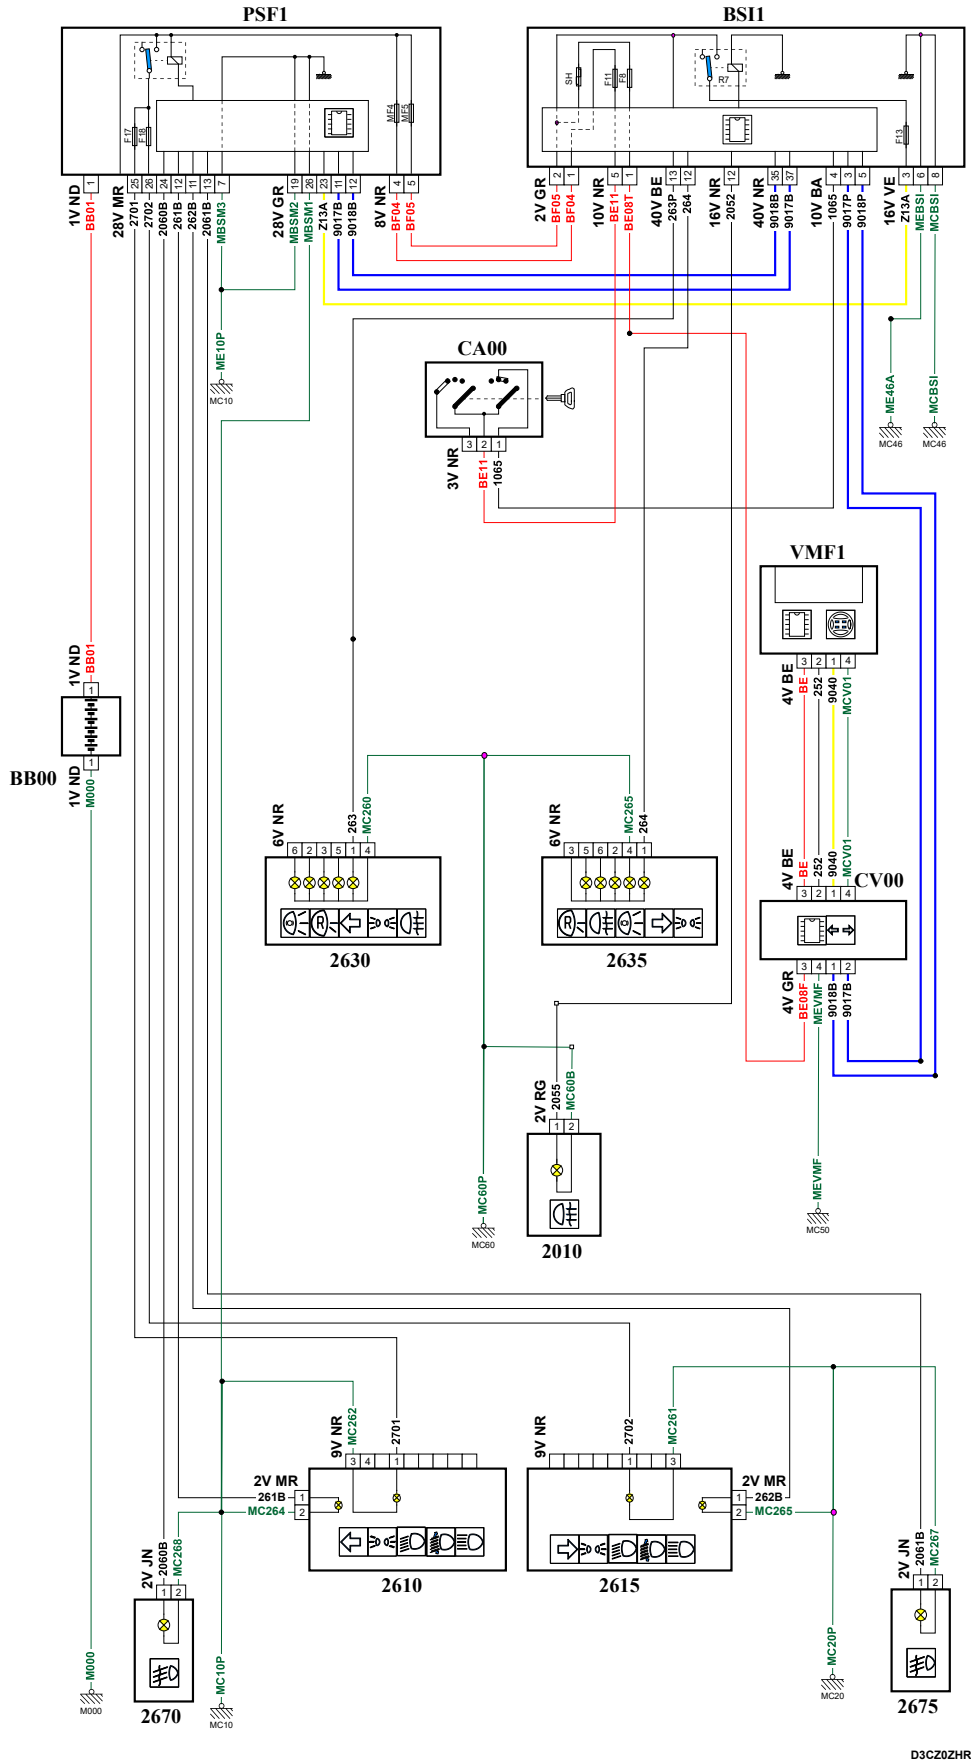 PSF1
BSI1
F17
F18
MF4
MF5
SH
F11
F8
R7
F13
1V ND
1
BB01
28V MR
25 26 24 12 11 13 7
2701
2702
2060B
261B
262B
2061B
MBSM3
28V GR
19 26 23 11 12
MBSM2
MBSM1
Z13A
9017B
9018B
8V NR
4 5
BF04
BF05
2V GR
2 1
BF05
BF04
10V NR
5 1
BE11
BE08T
40V BE
13 12
263P
264
16V NR
12
2052
40V NR
35 37
9018B
9017B
10V BA
4 3 5
1065
9017P
9018P
16V VE
3 6 8
Z13A
MEBSI
MCBSI
ME10P
MC10
CA00
3V NR
3 2 1
BE11
1065
ME46A
MC46
MCBSI
MC46
VMF1
4V BE
3 2 1 4
BE
252
9040
MCV01
1V ND
BB01
1
BB00
1
1V ND
M000
6V NR
263
MC260
6 2 3 5 1 4
R
2630
6V NR
MC265
264
3 5 6 2 4 1
R
2635
4V BE
BE
252
9040
MCV01
3 2 1 4
CV00
4V GR
3 4 1 2
BE08F
MEVMF
9018B
9017B
2V RG
2055
MC60B
1 2
2010
MC60P
MC60
MEVMF
MC50
9V NR
MC262
2701
3 4 1
2V MR
261B
1
MC264
2
2610
9V NR
2702
MC261
1 3
2V MR
1
262B
2
MC265
2615
2V JN
2060B
MC268
1 2
2670
2V JN
2061B
MC267
1 2
2675
M000
M000
MC10P
MC10
MC20P
MC20
D3CZ0ZHR